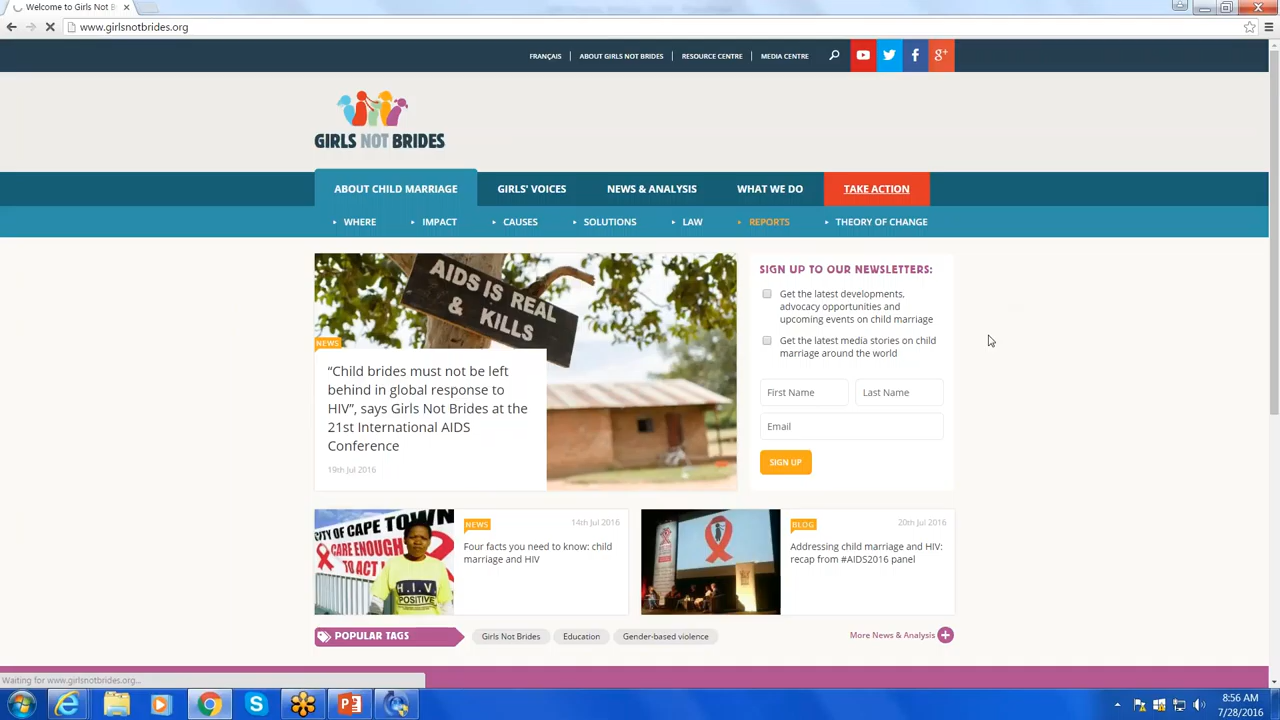 Welcome to Girls Not B
www.girlsnotbrides.org
FRANÇAIS
ABOUT GIRLS NOT BRIDES
RESOURCE CENTRE
MEDIA CENTRE
GIRLS NOT BRIDES
ABOUT CHILD MARRIAGE
GIRLS' VOICES
NEWS & ANALYSIS
WHAT WE DO
TAKE ACTION
WHERE
IMPACT
CAUSES
SOLUTIONS
LAW
REPORTS
THEORY OF CHANGE
AIDS IS REAL
& KILLS
NEWS
“Child brides must not be left
behind in global response to
HIV”, says Girls Not Brides at the
21st International AIDS
Conference
19th Jul 2016
SIGN UP TO OUR NEWSLETTERS:
Get the latest developments,
advocacy opportunities and
upcoming events on child marriage
Get the latest media stories on child
marriage around the world
First Name
Last Name
Email
SIGN UP
CITY OF CAPE TOWN
CARE ENOUGH
TO ACT
H.I.V.
POSITIVE
NEWS
14th Jul 2016
Four facts you need to know: child
marriage and HIV
BLOG
20th Jul 2016
Addressing child marriage and HIV:
recap from #AIDS2016 panel
POPULAR TAGS
Girls Not Brides
Education
Gender-based violence
More News & Analysis
Waiting for www.girlsnotbrides.org...
8:56 AM
7/28/2016